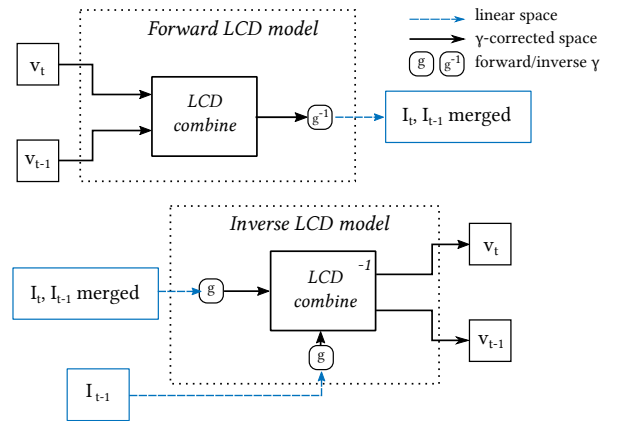 Forward LCD model
linear space
γ-corrected space
g g⁻¹ forward/inverse γ
vₜ
LCD
combine
g⁻¹
Iₜ, Iₜ₋₁ merged
vₜ₋₁
Inverse LCD model
-1
LCD
combine
vₜ
Iₜ, Iₜ₋₁ merged
g
vₜ₋₁
g
Iₜ₋₁